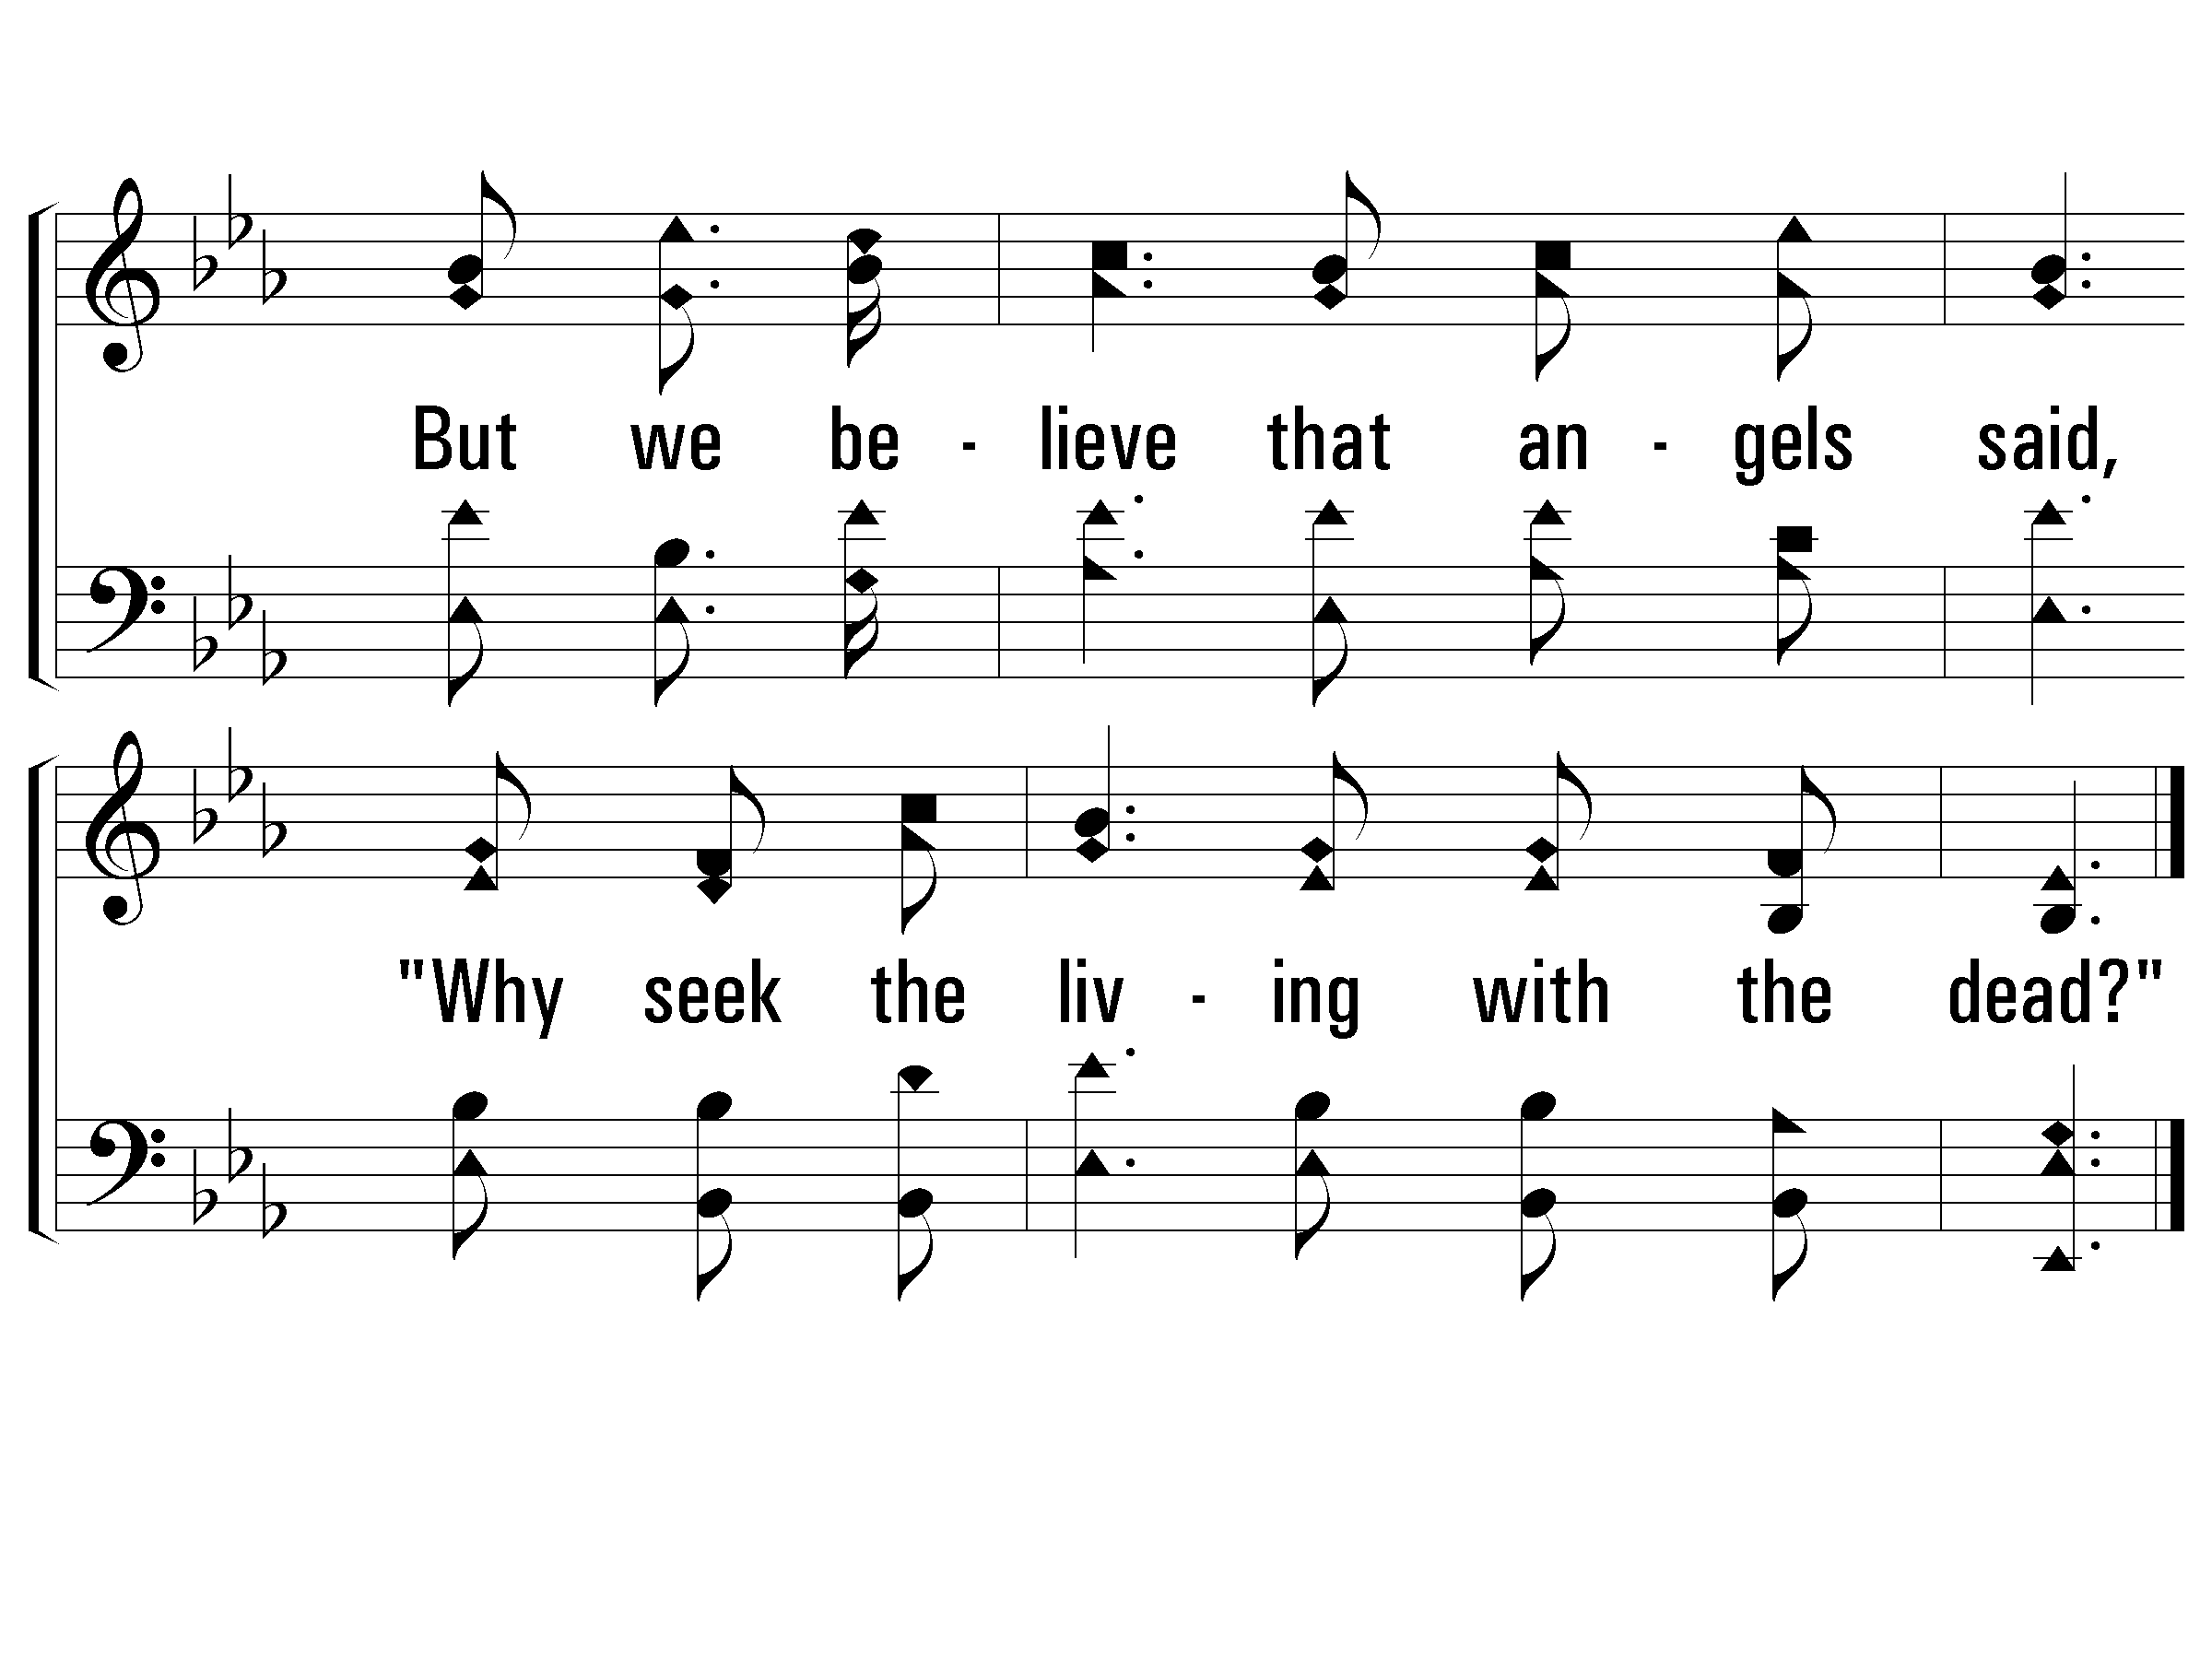 But we be - lieve that an - gels said,
"Why seek the liv - ing with the dead?"